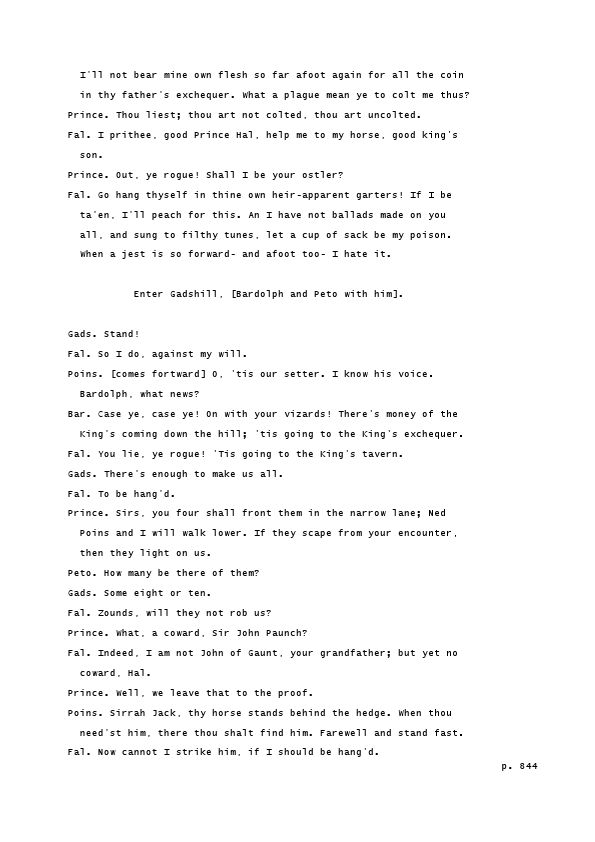 I'll not bear mine own flesh so far afoot again for all the coin
in thy father's exchequer. What a plague mean ye to colt me thus?
Prince. Thou liest; thou art not colted, thou art uncolted.
Fal. I prithee, good Prince Hal, help me to my horse, good king's
son.
Prince. Out, ye rogue! Shall I be your ostler?
Fal. Go hang thyself in thine own heir-apparent garters! If I be
ta'en, I'll peach for this. An I have not ballads made on you
all, and sung to filthy tunes, let a cup of sack be my poison.
When a jest is so forward- and afoot too- I hate it.
Enter Gadshill, [Bardolph and Peto with him].
Gads. Stand!
Fal. So I do, against my will.
Poins. [comes fortward] O, 'tis our setter. I know his voice.
Bardolph, what news?
Bar. Case ye, case ye! On with your vizards! There's money of the
King's coming down the hill; 'tis going to the King's exchequer.
Fal. You lie, ye rogue! 'Tis going to the King's tavern.
Gads. There's enough to make us all.
Fal. To be hang'd.
Prince. Sirs, you four shall front them in the narrow lane; Ned
Poins and I will walk lower. If they scape from your encounter,
then they light on us.
Peto. How many be there of them?
Gads. Some eight or ten.
Fal. Zounds, will they not rob us?
Prince. What, a coward, Sir John Paunch?
Fal. Indeed, I am not John of Gaunt, your grandfather; but yet no
coward, Hal.
Prince. Well, we leave that to the proof.
Poins. Sirrah Jack, thy horse stands behind the hedge. When thou
need'st him, there thou shalt find him. Farewell and stand fast.
Fal. Now cannot I strike him, if I should be hang'd.
p. 844